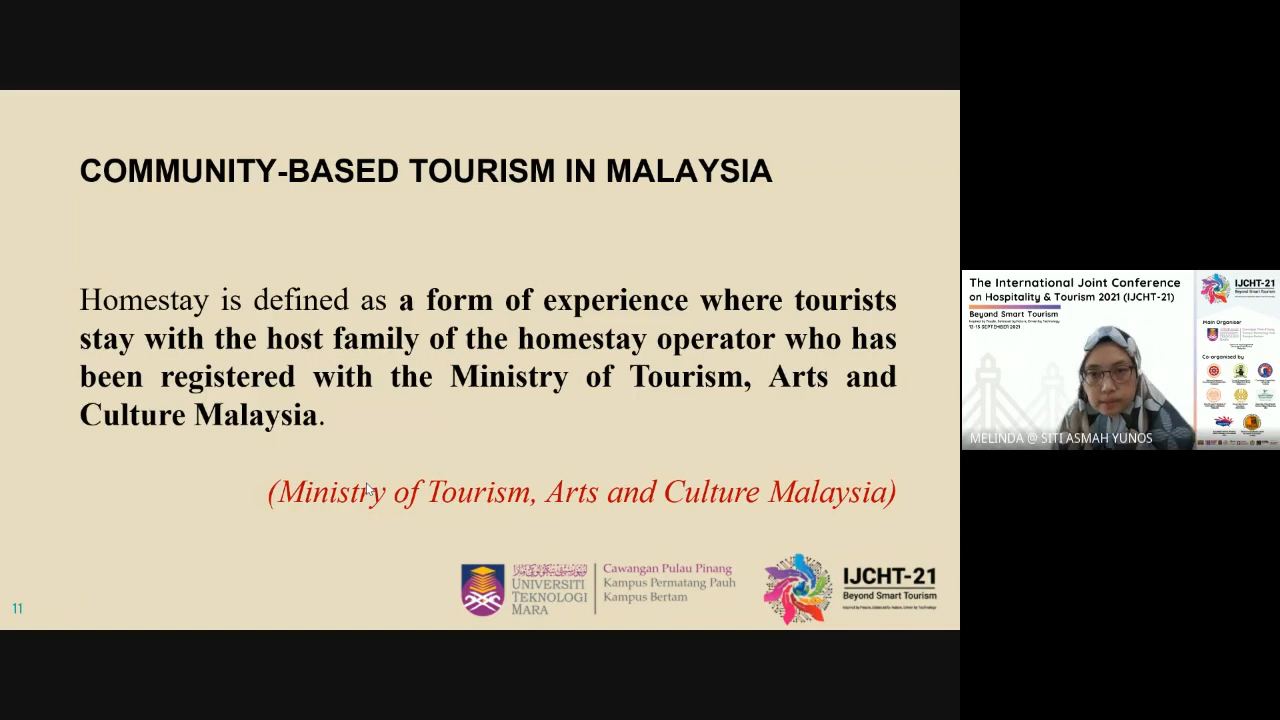 COMMUNITY-BASED TOURISM IN MALAYSIA
Homestay is defined as a form of experience where tourists
stay with the host family of the homestay operator who has
been registered with the Ministry of Tourism, Arts and
Culture Malaysia.
(Ministry of Tourism, Arts and Culture Malaysia)
UNIVERSITI
TEKNOLOGI
MARA
Cawangan Pulau Pinang
Kampus Permatang Pauh
Kampus Bertam
IJCHT-21
Beyond Smart Tourism
11
The International Joint Conference
on Hospitality & Tourism 2021 (IJCHT-21)
Beyond Smart Tourism
13-15 SEPTEMBER 2021
IJCHT-21
Beyond Smart Tourism
Main Organiser
Co-organised by
MELINDA @ SITI ASMAH YUNOS